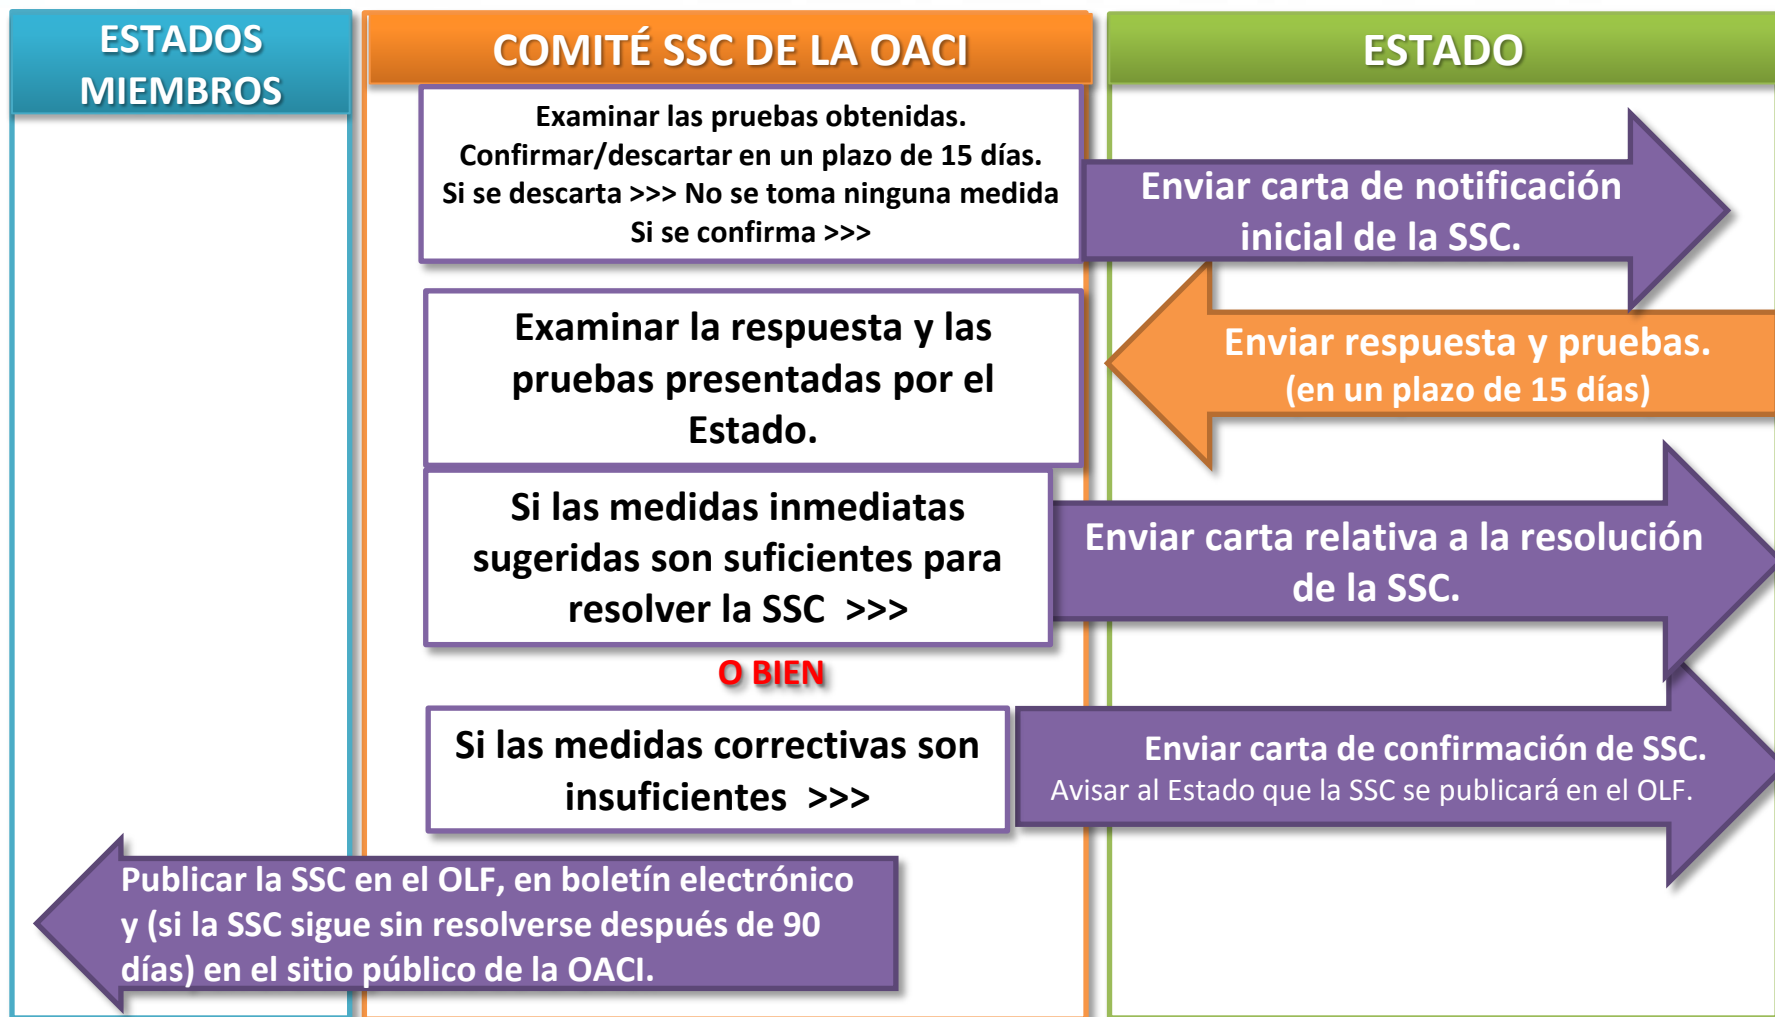 ESTADOS
MIEMBROS
COMITÉ SSC DE LA OACI
ESTADO
Examinar las pruebas obtenidas.
Confirmar/descartar en un plazo de 15 días.
Si se descarta >>> No se toma ninguna medida
Si se confirma >>>
Enviar carta de notificación
inicial de la SSC.
Examinar la respuesta y las
pruebas presentadas por el
Estado.
Enviar respuesta y pruebas.
(en un plazo de 15 días)
Si las medidas inmediatas
sugeridas son suficientes para
resolver la SSC >>>
Enviar carta relativa a la resolución
de la SSC.
O BIEN
Si las medidas correctivas son
insuficientes >>>
Enviar carta de confirmación de SSC.
Avisar al Estado que la SSC se publicará en el OLF.
Publicar la SSC en el OLF, en boletín electrónico
y (si la SSC sigue sin resolverse después de 90
días) en el sitio público de la OACI.